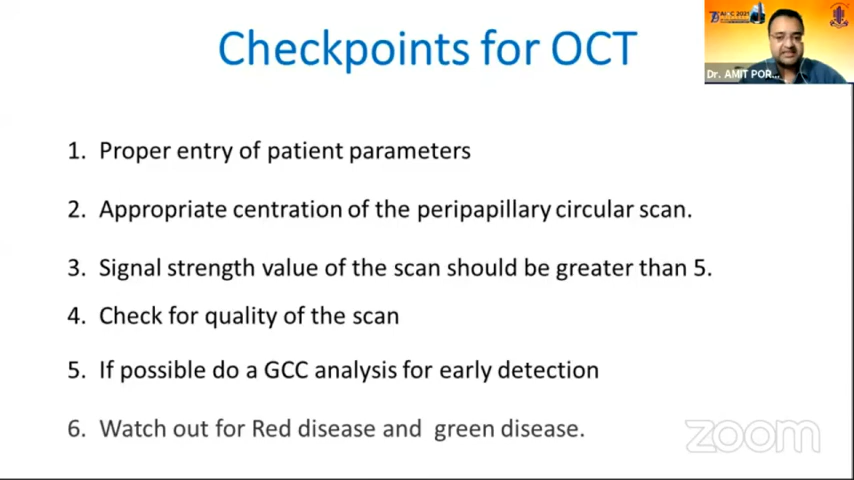 Checkpoints for OCT
Dr. AMIT POR...
1. Proper entry of patient parameters
2. Appropriate centration of the peripapillary circular scan.
3. Signal strength value of the scan should be greater than 5.
4. Check for quality of the scan
5. If possible do a GCC analysis for early detection
6. Watch out for Red disease and green disease.
zoom